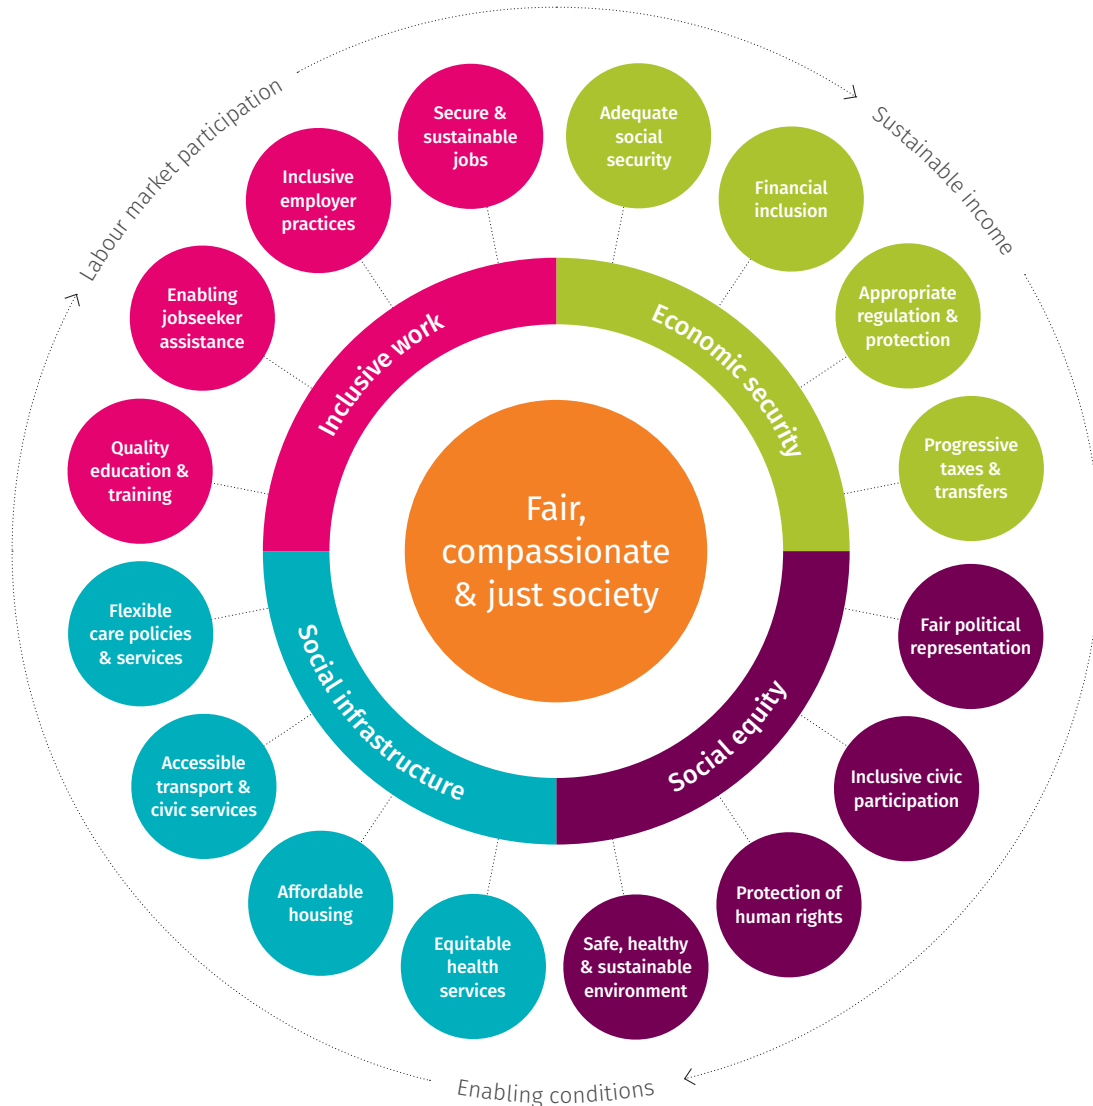 Labour market participation
Sustainable income
Enabling conditions
Secure &
sustainable
jobs
Inclusive
employer
practices
Enabling
jobseeker
assistance
Quality
education &
training
Adequate
social
security
Financial
inclusion
Appropriate
regulation &
protection
Progressive
taxes &
transfers
Inclusive work
Economic security
Fair,
compassionate
& just society
Social infrastructure
Social equity
Flexible
care policies
& services
Accessible
transport &
civic services
Affordable
housing
Equitable
health
services
Fair political
representation
Inclusive civic
participation
Protection of
human rights
Safe, healthy
& sustainable
environment